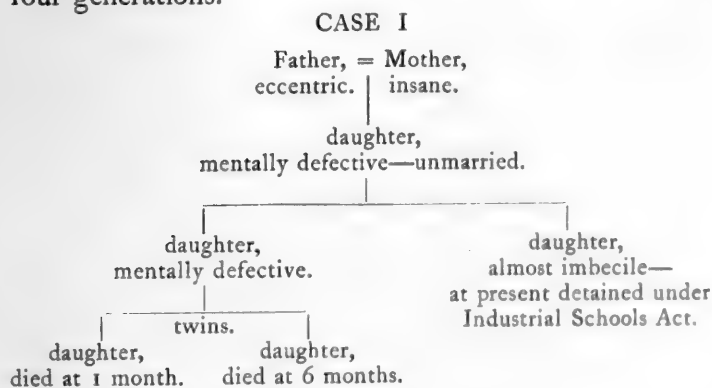 four generations.
CASE I
Father, = Mother,
eccentric. insane.
daughter,
mentally defective—unmarried.
daughter,
mentally defective.
daughter,
almost imbecile—
at present detained under
Industrial Schools Act.
twins.
daughter,
died at 1 month.
daughter,
died at 6 months.